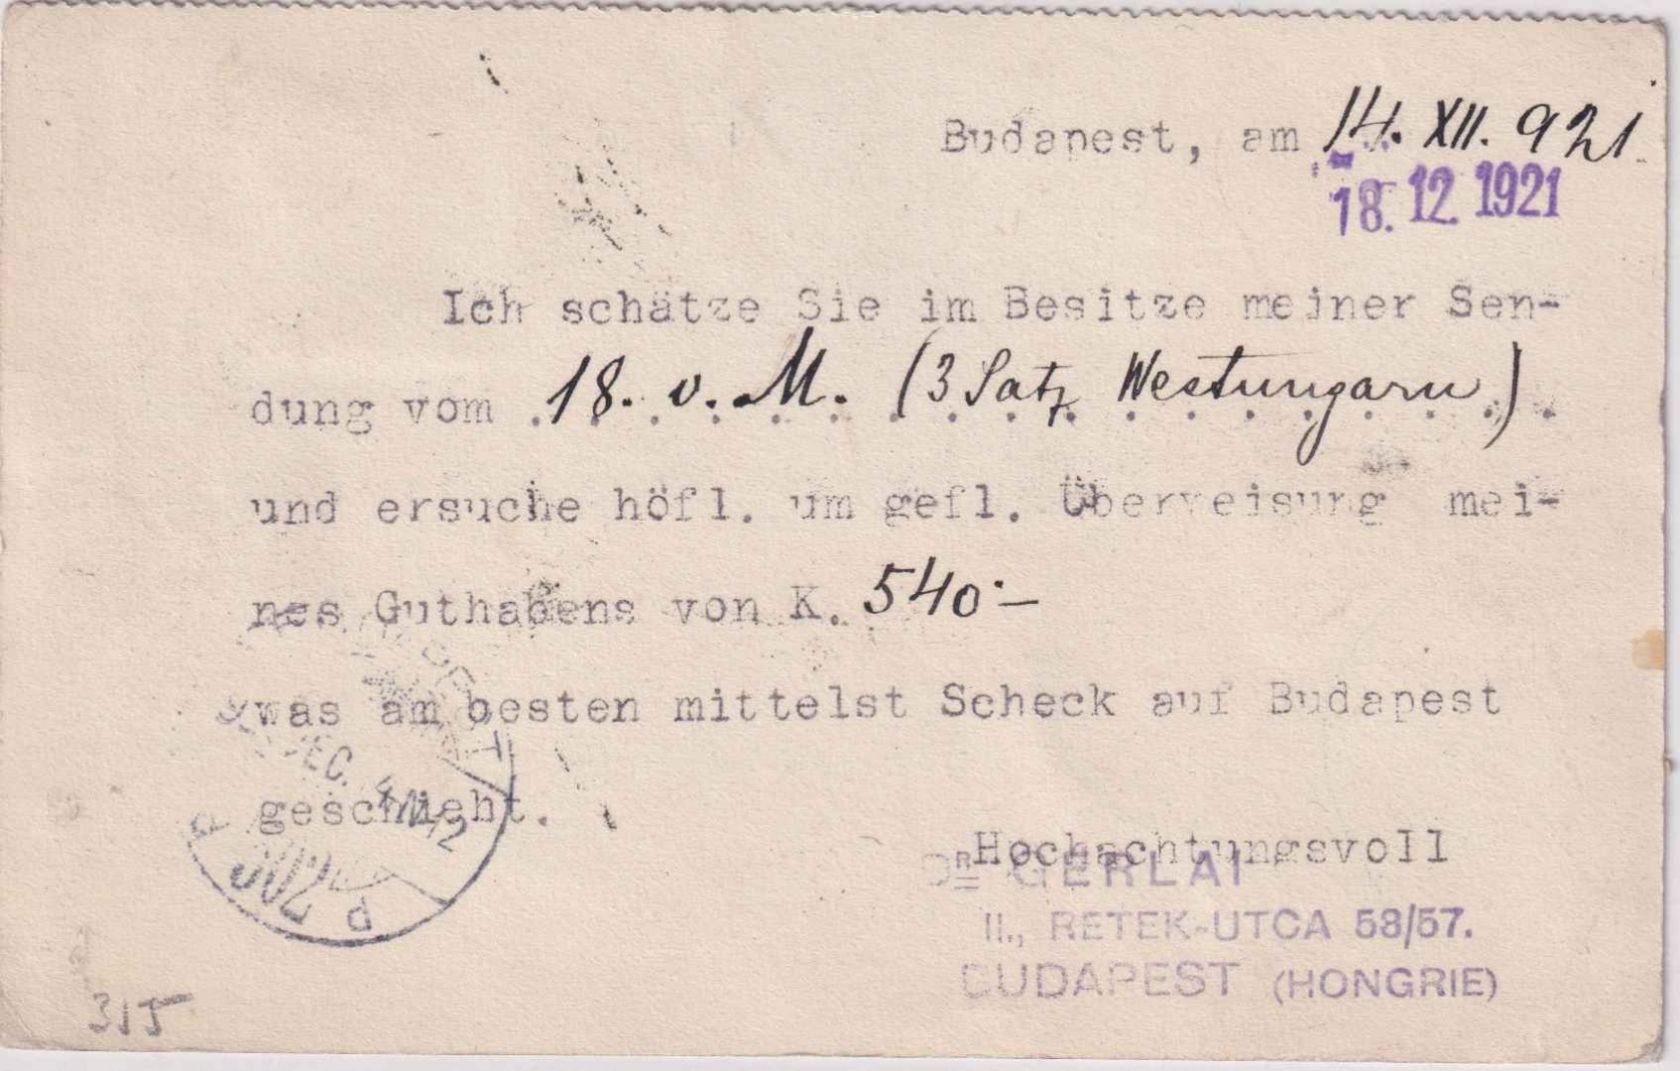 Budapest, am 14. XII. 921.
18. 12. 1921
Ich schätze Sie im Besitze meiner Sen-
dung vom 18. v. M. (3 Satz Westungarn)
und ersuche höfl. um gefl. Überweisung mei-
nes Guthabens von K. 540.—
was am besten mittelst Scheck auf Budapest
geschieht.
Hochachtungsvoll
DR GERLAI
II., RETEK-UTCA 53/57.
BUDAPEST (HONGRIE)
315